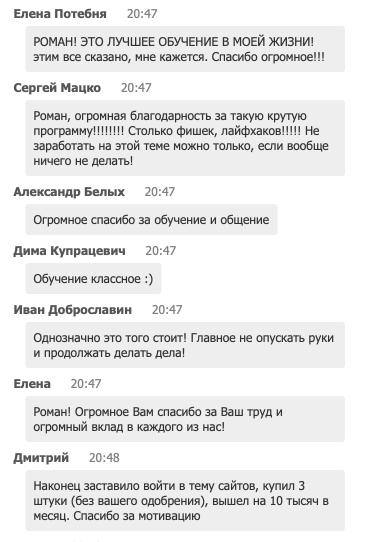 Елена Потебня 20:47
РОМАН! ЭТО ЛУЧШЕЕ ОБУЧЕНИЕ В МОЕЙ ЖИЗНИ!
этим все сказано, мне кажется. Спасибо огромное!!!
Сергей Мацко 20:47
Роман, огромная благодарность за такую крутую
программу!!!!!!!! Столько фишек, лайфхаков!!!!! Не
заработать на этой теме можно только, если вообще
ничего не делать!
Александр Белых 20:47
Огромное спасибо за обучение и общение
Дима Купрацевич 20:47
Обучение классное :)
Иван Доброславин 20:47
Однозначно это того стоит! Главное не опускать руки
и продолжать делать дела!
Елена 20:47
Роман! Огромное Вам спасибо за Ваш труд и
огромный вклад в каждого из нас!
Дмитрий 20:48
Наконец заставило войти в тему сайтов, купил 3
штуки (без вашего одобрения), вышел на 10 тысяч в
месяц. Спасибо за мотивацию